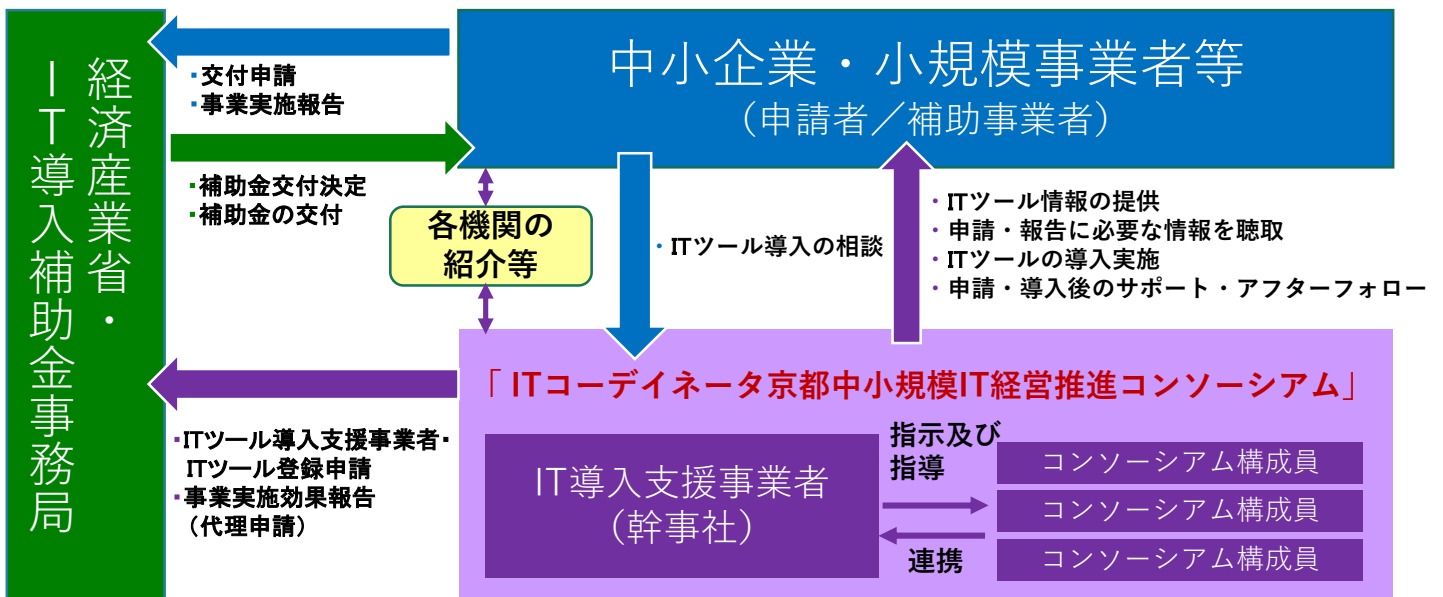 経済産業省・
IT導入補助金事務局
・交付申請
・事業実施報告
・補助金交付決定
・補助金の交付
中小企業・小規模事業者等
（申請者／補助事業者）
各機関の
紹介等
・ITツール導入の相談
・ITツール情報の提供
・申請・報告に必要な情報を聴取
・ITツールの導入実施
・申請・導入後のサポート・アフターフォロー
・ITツール導入支援事業者・
ITツール登録申請
・事業実施効果報告
（代理申請）
「ITコーデイネータ京都中小規模IT経営推進コンソーシアム」
IT導入支援事業者
（幹事社）
指示及び
指導
連携
コンソーシアム構成員
コンソーシアム構成員
コンソーシアム構成員